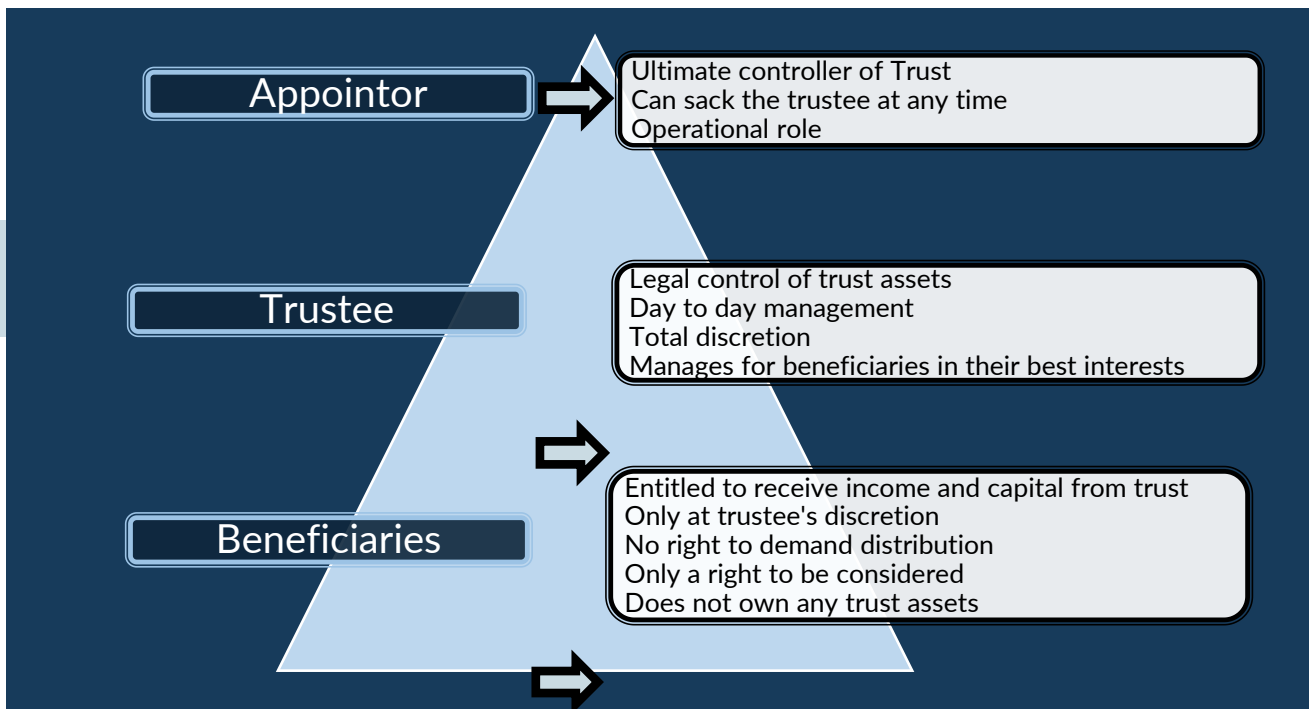 Appointor
Ultimate controller of Trust
Can sack the trustee at any time
Operational role
Trustee
Legal control of trust assets
Day to day management
Total discretion
Manages for beneficiaries in their best interests
Beneficiaries
Entitled to receive income and capital from trust
Only at trustee's discretion
No right to demand distribution
Only a right to be considered
Does not own any trust assets